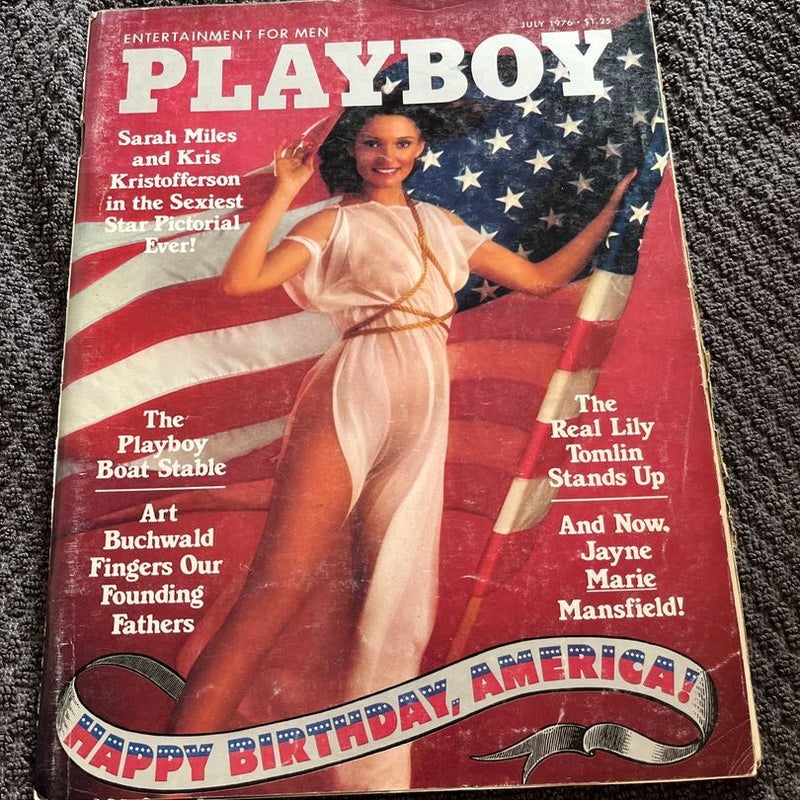 ENTERTAINMENT FOR MEN
JULY 1976 • $1.25
PLAYBOY
Sarah Miles
and Kris
Kristofferson
in the Sexiest
Star Pictorial
Ever!
The
Playboy
Boat Stable
Art
Buchwald
Fingers Our
Founding
Fathers
The
Real Lily
Tomlin
Stands Up
And Now,
Jayne
Marie
Mansfield!
HAPPY BIRTHDAY, AMERICA!